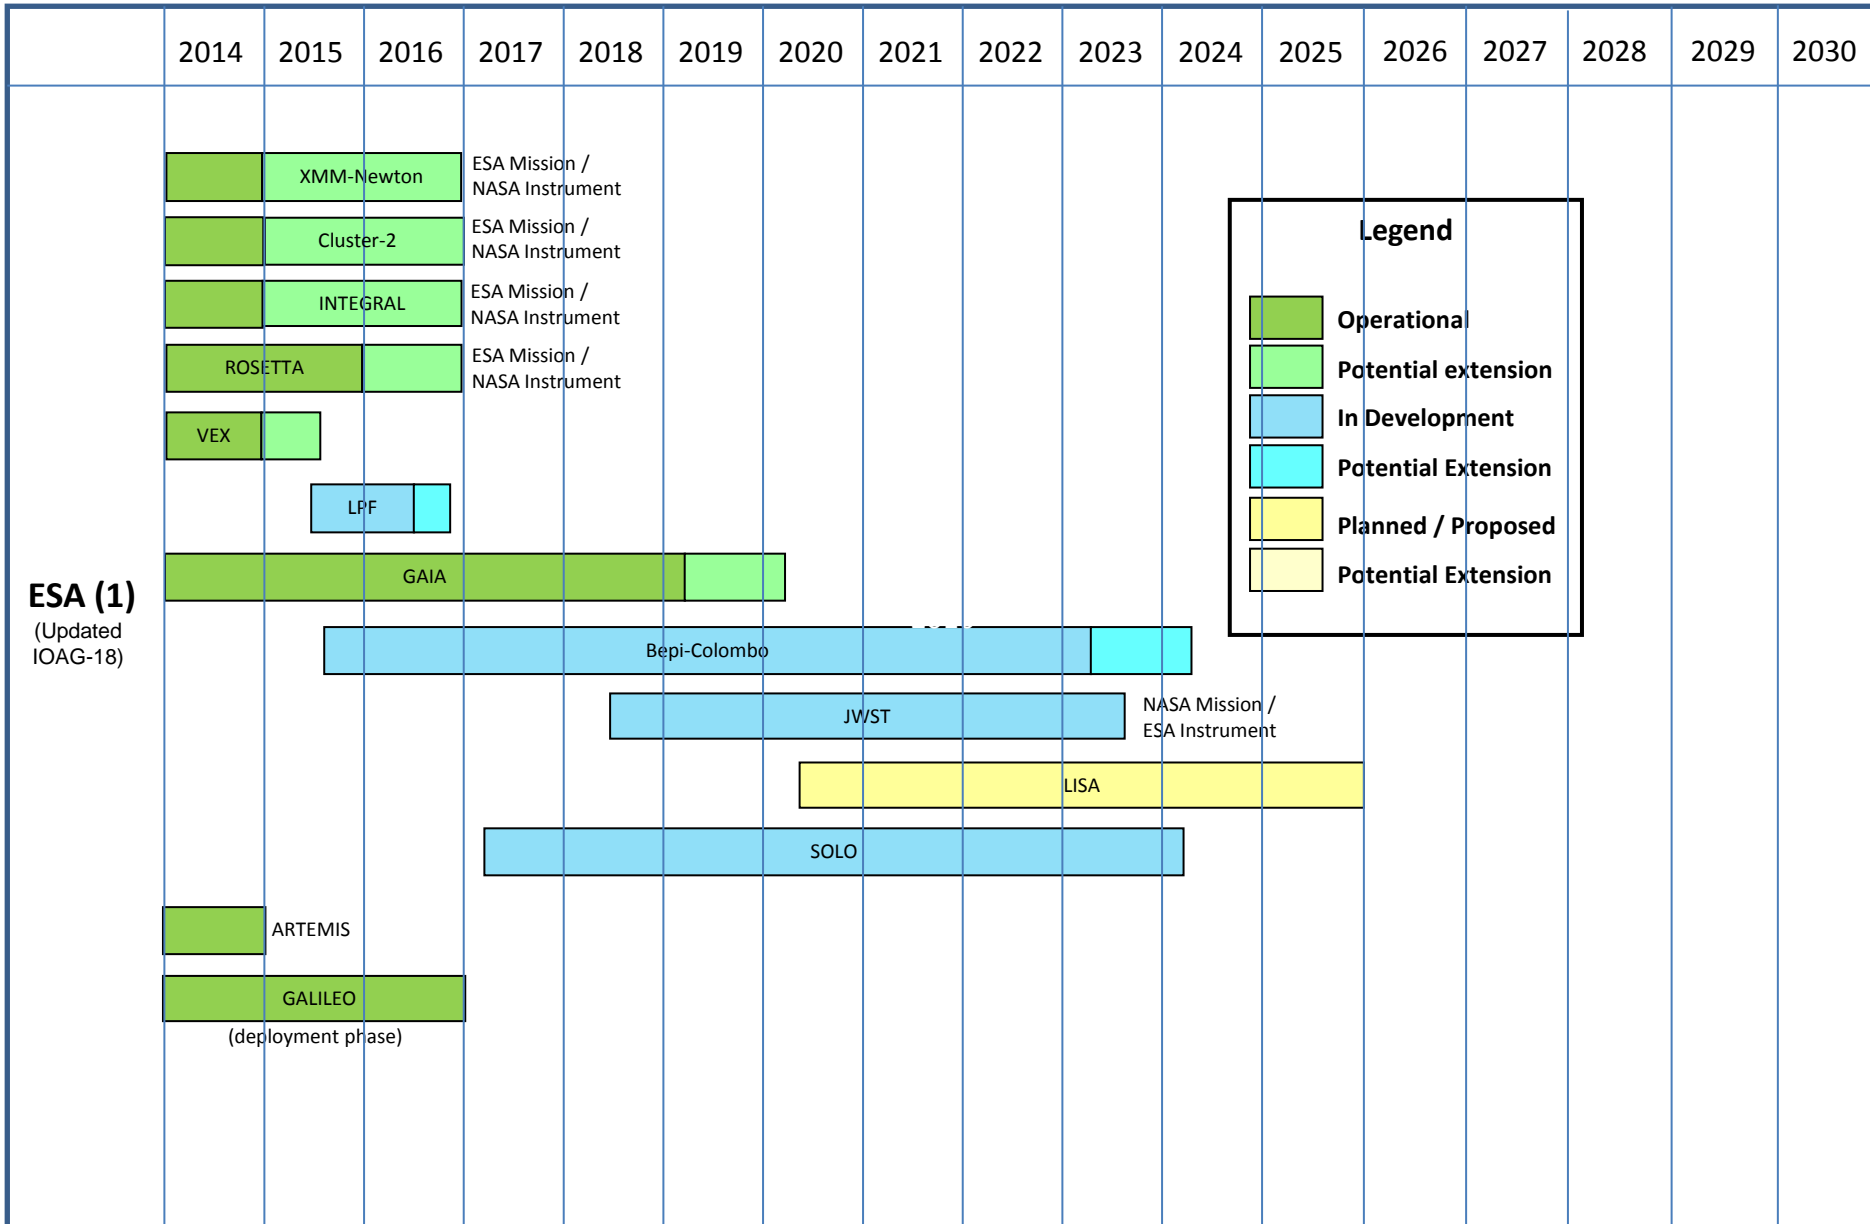 2014 2015 2016 2017 2018 2019 2020 2021 2022 2023 2024 2025 2026 2027 2028 2029 2030
XMM-Newton
ESA Mission /
NASA Instrument
Cluster-2
ESA Mission /
NASA Instrument
INTEGRAL
ESA Mission /
NASA Instrument
ROSETTA
ESA Mission /
NASA Instrument
VEX
LPF
GAIA
ESA (1)
(Updated
IOAG-18)
Bepi-Colombo
JWST
NASA Mission /
ESA Instrument
LISA
SOLO
ARTEMIS
GALILEO
(deployment phase)
Legend
Operational
Potential extension
In Development
Potential Extension
Planned / Proposed
Potential Extension